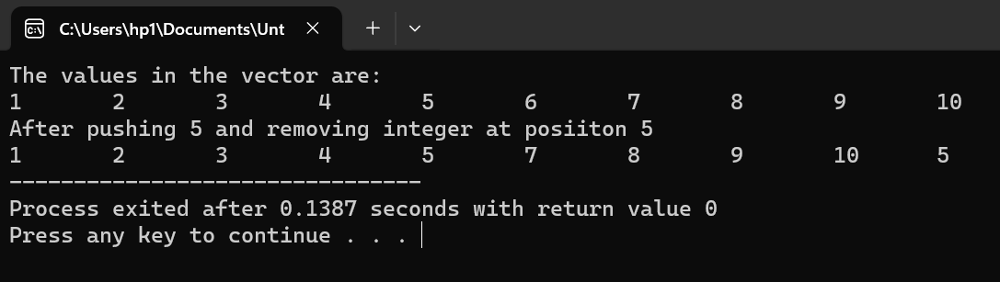 C:\Users\hp1\Documents\Unt
The values in the vector are:
1 2 3 4 5 6 7 8 9 10
After pushing 5 and removing integer at posiiton 5
1 2 3 4 5 7 8 9 10 5
--------------------------------
Process exited after 0.1387 seconds with return value 0
Press any key to continue . . .